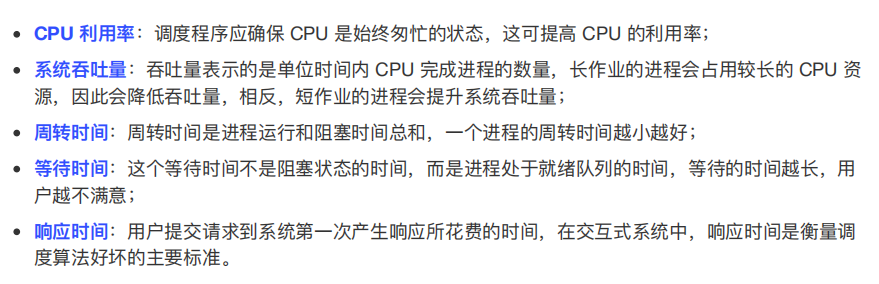 • CPU 利用率：调度程序应确保 CPU 是始终匆忙的状态，这可提高 CPU 的利用率；
• 系统吞吐量：吞吐量表示的是单位时间内 CPU 完成进程的数量，长作业的进程会占用较长的 CPU 资
源，因此会降低吞吐量，相反，短作业的进程会提升系统吞吐量；
• 周转时间：周转时间是进程运行和阻塞时间总和，一个进程的周转时间越小越好；
• 等待时间：这个等待时间不是阻塞状态的时间，而是进程处于就绪队列的时间，等待的时间越长，用
户越不满意；
• 响应时间：用户提交请求到系统第一次产生响应所花费的时间，在交互式系统中，响应时间是衡量调
度算法好坏的主要标准。